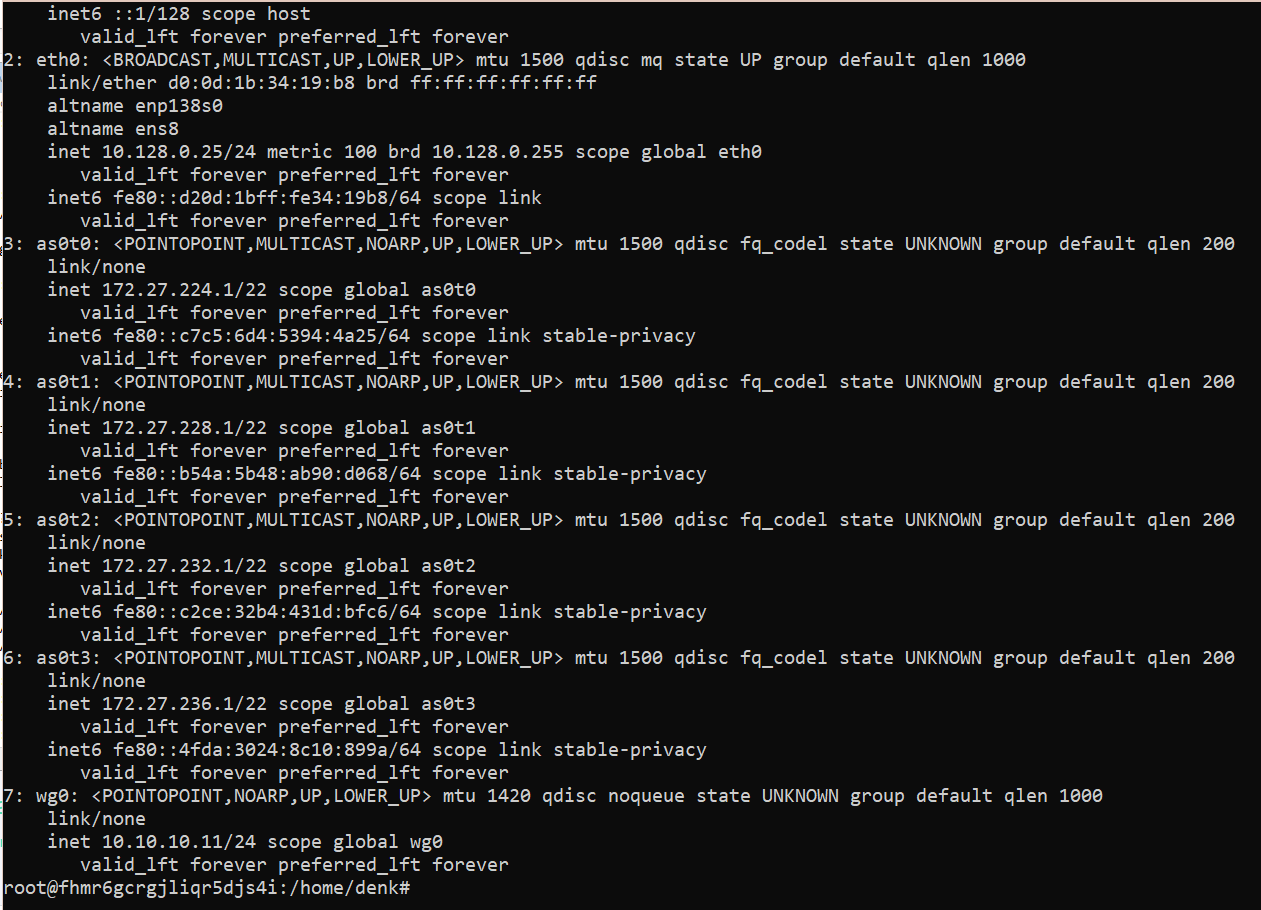 inet6 ::1/128 scope host
valid_lft forever preferred_lft forever
2: eth0: <BROADCAST,MULTICAST,UP,LOWER_UP> mtu 1500 qdisc mq state UP group default qlen 1000
link/ether d0:0d:1b:34:19:b8 brd ff:ff:ff:ff:ff:ff
altname enp138s0
altname ens8
inet 10.128.0.25/24 metric 100 brd 10.128.0.255 scope global eth0
valid_lft forever preferred_lft forever
inet6 fe80::d20d:1bff:fe34:19b8/64 scope link
valid_lft forever preferred_lft forever
3: as0t0: <POINTOPOINT,MULTICAST,NOARP,UP,LOWER_UP> mtu 1500 qdisc fq_codel state UNKNOWN group default qlen 200
link/none
inet 172.27.224.1/22 scope global as0t0
valid_lft forever preferred_lft forever
inet6 fe80::c7c5:6d4:5394:4a25/64 scope link stable-privacy
valid_lft forever preferred_lft forever
4: as0t1: <POINTOPOINT,MULTICAST,NOARP,UP,LOWER_UP> mtu 1500 qdisc fq_codel state UNKNOWN group default qlen 200
link/none
inet 172.27.228.1/22 scope global as0t1
valid_lft forever preferred_lft forever
inet6 fe80::b54a:5b48:ab90:d068/64 scope link stable-privacy
valid_lft forever preferred_lft forever
5: as0t2: <POINTOPOINT,MULTICAST,NOARP,UP,LOWER_UP> mtu 1500 qdisc fq_codel state UNKNOWN group default qlen 200
link/none
inet 172.27.232.1/22 scope global as0t2
valid_lft forever preferred_lft forever
inet6 fe80::c2ce:32b4:431d:bfc6/64 scope link stable-privacy
valid_lft forever preferred_lft forever
6: as0t3: <POINTOPOINT,MULTICAST,NOARP,UP,LOWER_UP> mtu 1500 qdisc fq_codel state UNKNOWN group default qlen 200
link/none
inet 172.27.236.1/22 scope global as0t3
valid_lft forever preferred_lft forever
inet6 fe80::4fda:3024:8c10:899a/64 scope link stable-privacy
valid_lft forever preferred_lft forever
7: wg0: <POINTOPOINT,NOARP,UP,LOWER_UP> mtu 1420 qdisc noqueue state UNKNOWN group default qlen 1000
link/none
inet 10.10.10.11/24 scope global wg0
valid_lft forever preferred_lft forever
root@fhmr6gcrgjliqr5djs4i:/home/denk#